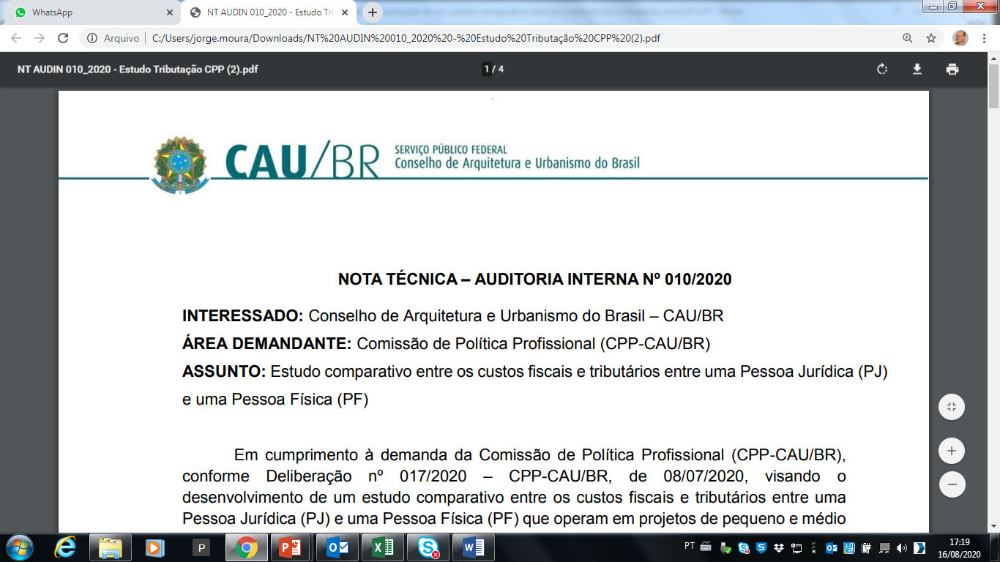 WhatsApp
NT AUDIN 010_2020 - Estudo Tri
Arquivo
C:/Users/jorge.moura/Downloads/NT%20AUDIN%20010_2020%20-%20Estudo%20Tributação%20CPP%20(2).pdf
NT AUDIN 010_2020 - Estudo Tributação CPP (2).pdf
1 / 4
CAU/BR
SERVIÇO PÚBLICO FEDERAL
Conselho de Arquitetura e Urbanismo do Brasil
NOTA TÉCNICA – AUDITORIA INTERNA Nº 010/2020
INTERESSADO: Conselho de Arquitetura e Urbanismo do Brasil – CAU/BR
ÁREA DEMANDANTE: Comissão de Política Profissional (CPP-CAU/BR)
ASSUNTO: Estudo comparativo entre os custos fiscais e tributários entre uma Pessoa Jurídica (PJ)
e uma Pessoa Física (PF)
Em cumprimento à demanda da Comissão de Política Profissional (CPP-CAU/BR),
conforme Deliberação nº 017/2020 – CPP-CAU/BR, de 08/07/2020, visando o
desenvolvimento de um estudo comparativo entre os custos fiscais e tributários entre uma
Pessoa Jurídica (PJ) e uma Pessoa Física (PF) que operam em projetos de pequeno e médio
PT
17:19
16/08/2020